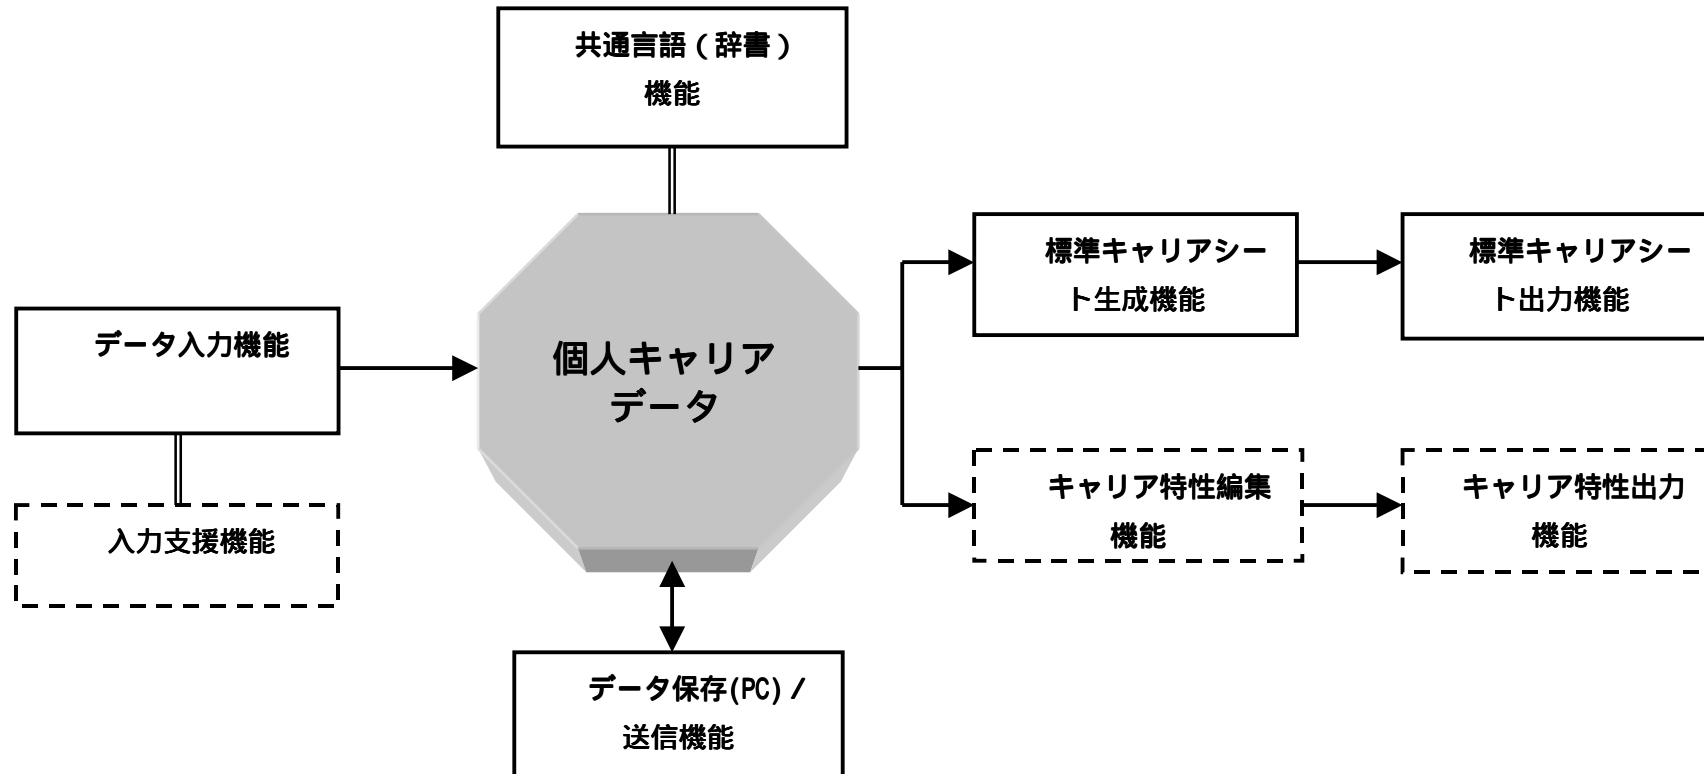 共通言語（辞書）
機能
標準キャリアシー
ト生成機能
標準キャリアシー
ト出力機能
データ入力機能
個人キャリア
データ
キャリア特性編集
機能
キャリア特性出力
機能
入力支援機能
データ保存(PC)/
送信機能